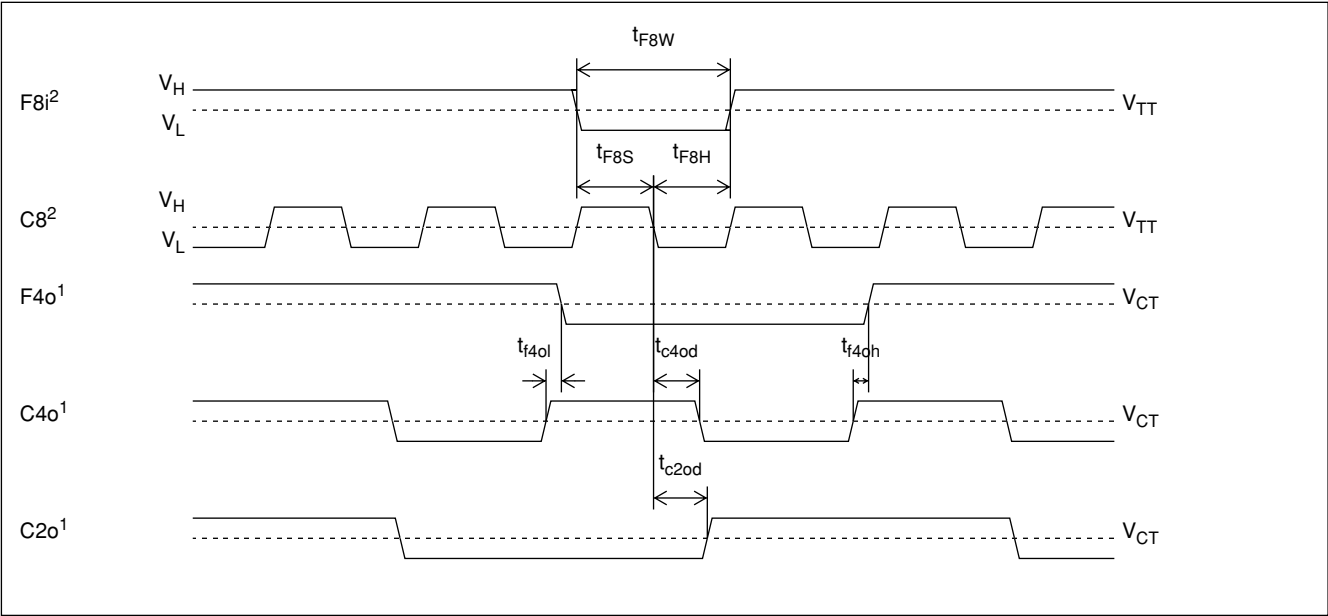 tF8W
VH
F8i2
VTT
VL
tF8S tF8H
VH
C82
VTT
VL
F4o1
VCT
tf4ol tc4od tf4oh
C4o1
VCT
tc2od
C2o1
VCT